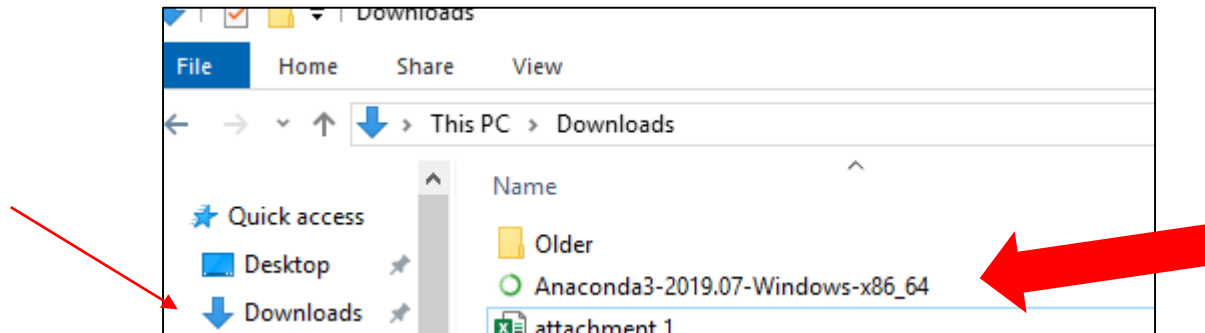 Downloads
File Home Share View
This PC > Downloads
Name
Quick access
Older
Desktop
Anaconda3-2019.07-Windows-x86_64
Downloads
attachment 1